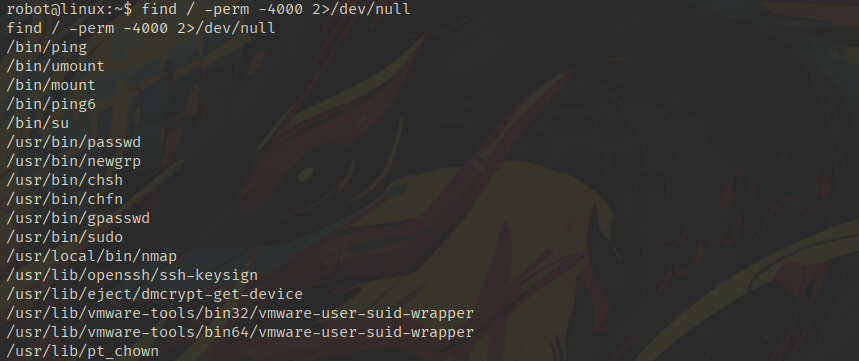 robot@linux:~$ find / -perm -4000 2>/dev/null
find / -perm -4000 2>/dev/null
/bin/ping
/bin/umount
/bin/mount
/bin/ping6
/bin/su
/usr/bin/passwd
/usr/bin/newgrp
/usr/bin/chsh
/usr/bin/chfn
/usr/bin/gpasswd
/usr/bin/sudo
/usr/local/bin/nmap
/usr/lib/openssh/ssh-keysign
/usr/lib/eject/dmcrypt-get-device
/usr/lib/vmware-tools/bin32/vmware-user-suid-wrapper
/usr/lib/vmware-tools/bin64/vmware-user-suid-wrapper
/usr/lib/pt_chown